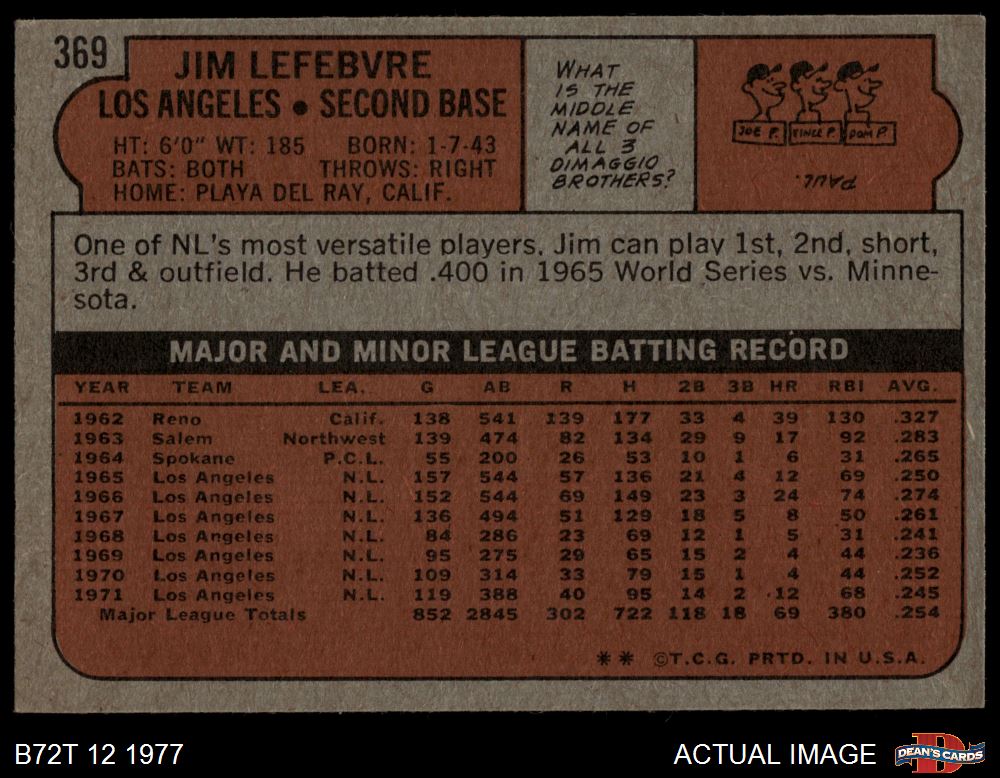 369
JIM LEFEBVRE
LOS ANGELES • SECOND BASE
HT: 6'0" WT: 185 BORN: 1-7-43
BATS: BOTH THROWS: RIGHT
HOME: PLAYA DEL RAY, CALIF.
WHAT
IS THE
MIDDLE
NAME OF
ALL 3
DIMAGGIO
BROTHERS?
JOE P. VINCE P. DOM P.
PAUL.
One of NL's most versatile players, Jim can play 1st, 2nd, short,
3rd & outfield. He batted .400 in 1965 World Series vs. Minne-
sota.
MAJOR AND MINOR LEAGUE BATTING RECORD
YEAR TEAM LEA. G AB R H 2B 3B HR RBI AVG.
1962 Reno Calif. 138 541 139 177 33 4 39 130 .327
1963 Salem Northwest 139 474 82 134 29 9 17 92 .283
1964 Spokane P.C.L. 55 200 26 53 10 1 6 31 .265
1965 Los Angeles N.L. 157 544 57 136 21 4 12 69 .250
1966 Los Angeles N.L. 152 544 69 149 23 3 24 74 .274
1967 Los Angeles N.L. 136 494 51 129 18 5 8 50 .261
1968 Los Angeles N.L. 84 286 23 69 12 1 5 31 .241
1969 Los Angeles N.L. 95 275 29 65 15 2 4 44 .236
1970 Los Angeles N.L. 109 314 33 79 15 1 4 44 .252
1971 Los Angeles N.L. 119 388 40 95 14 2 12 68 .245
Major League Totals 852 2845 302 722 118 18 69 380 .254
** ©T.C.G. PRTD. IN U.S.A.
B72T 12 1977
ACTUAL IMAGE
DEAN'S CARDS